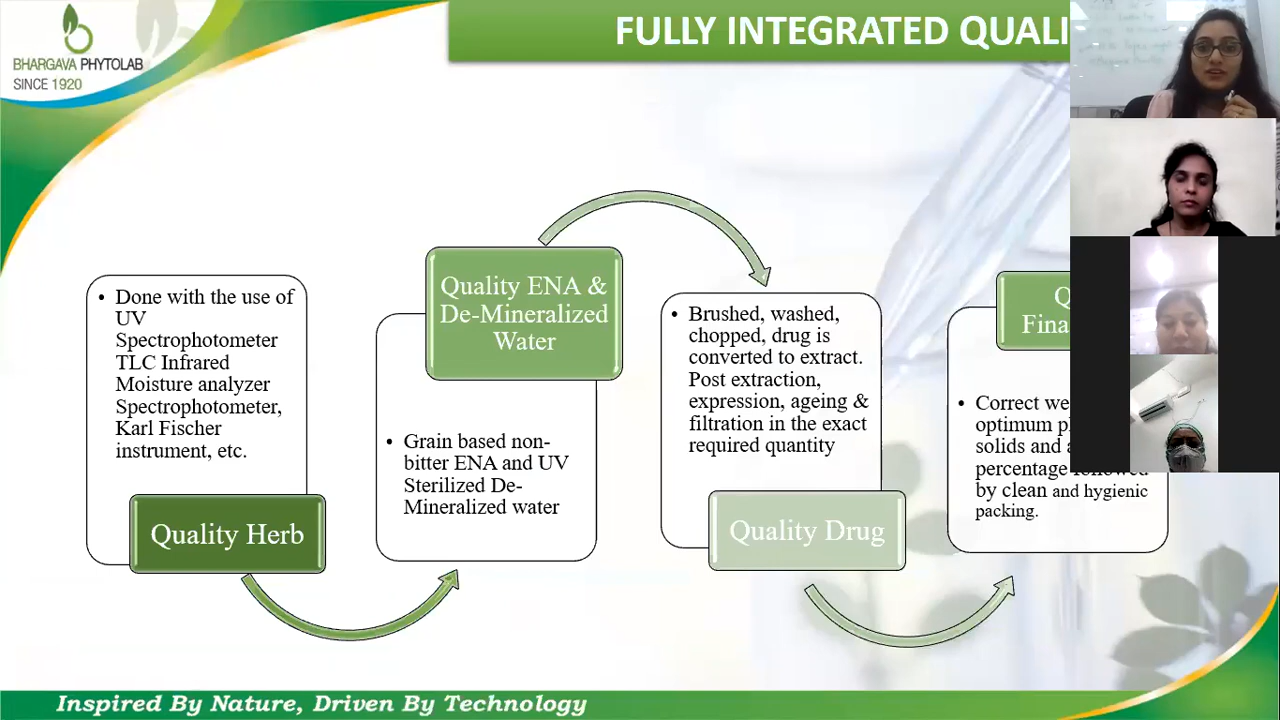 BHARGAVA PHYTOLAB
SINCE 1920
FULLY INTEGRATED
• Done with the use of
UV
Spectrophotometer
TLC Infrared
Moisture analyzer
Spectrophotometer,
Karl Fischer
instrument, etc.
Quality Herb
Quality ENA &
De-Mineralized
Water
• Grain based non-
bitter ENA and UV
Sterilized De-
Mineralized water
• Brushed, washed,
chopped, drug is
converted to extract.
Post extraction,
expression, ageing &
filtration in the exact
required quantity
Quality Drug
• Correct
optimum
solids and
percentage followed
by clean and hygienic
packing.
Inspired By Nature, Driven By Technology